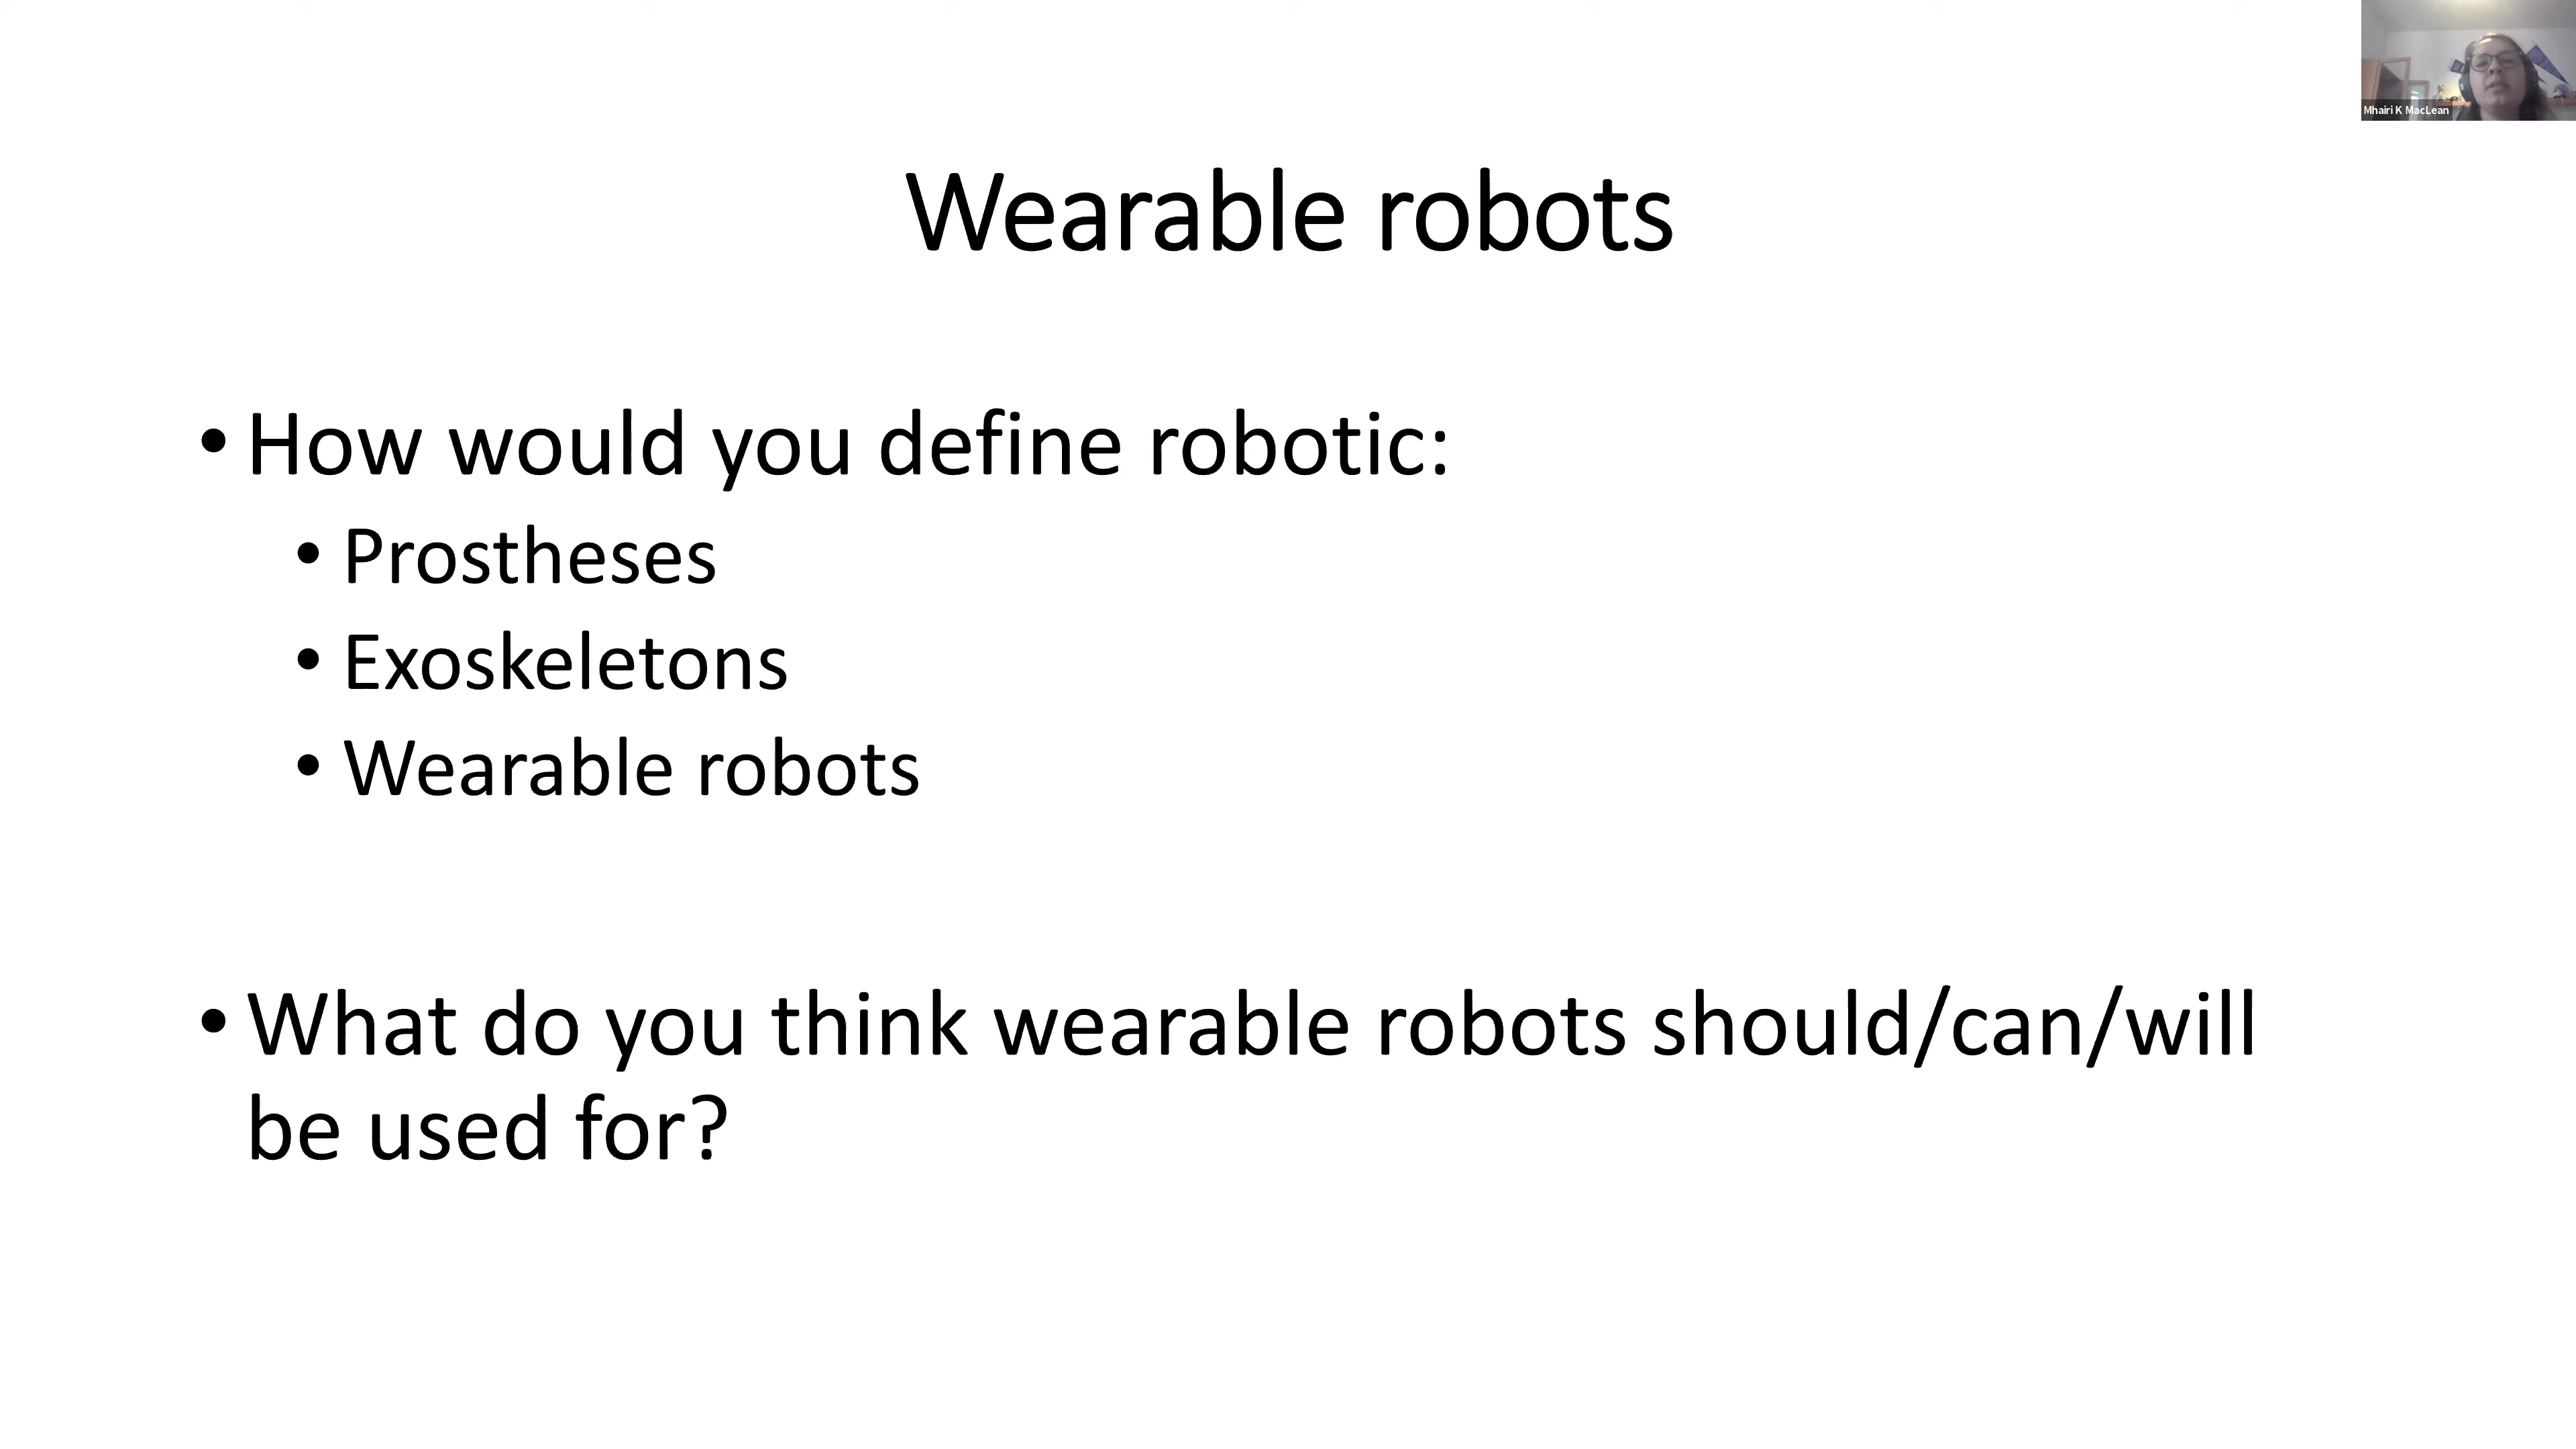 Mhairi K MacLean
Wearable robots
• How would you define robotic:
• Prostheses
• Exoskeletons
• Wearable robots
• What do you think wearable robots should/can/will
be used for?